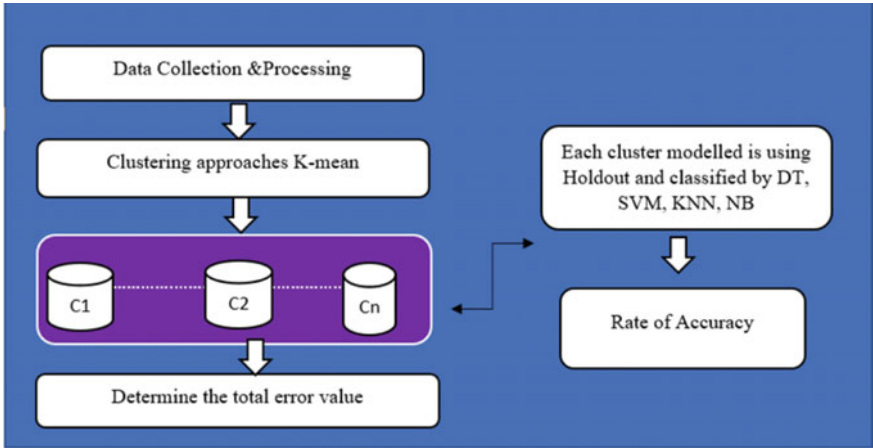 Data Collection &Processing
Clustering approaches K-mean
C1
C2
Cn
Determine the total error value
Each cluster modelled is using
Holdout and classified by DT,
SVM, KNN, NB
Rate of Accuracy